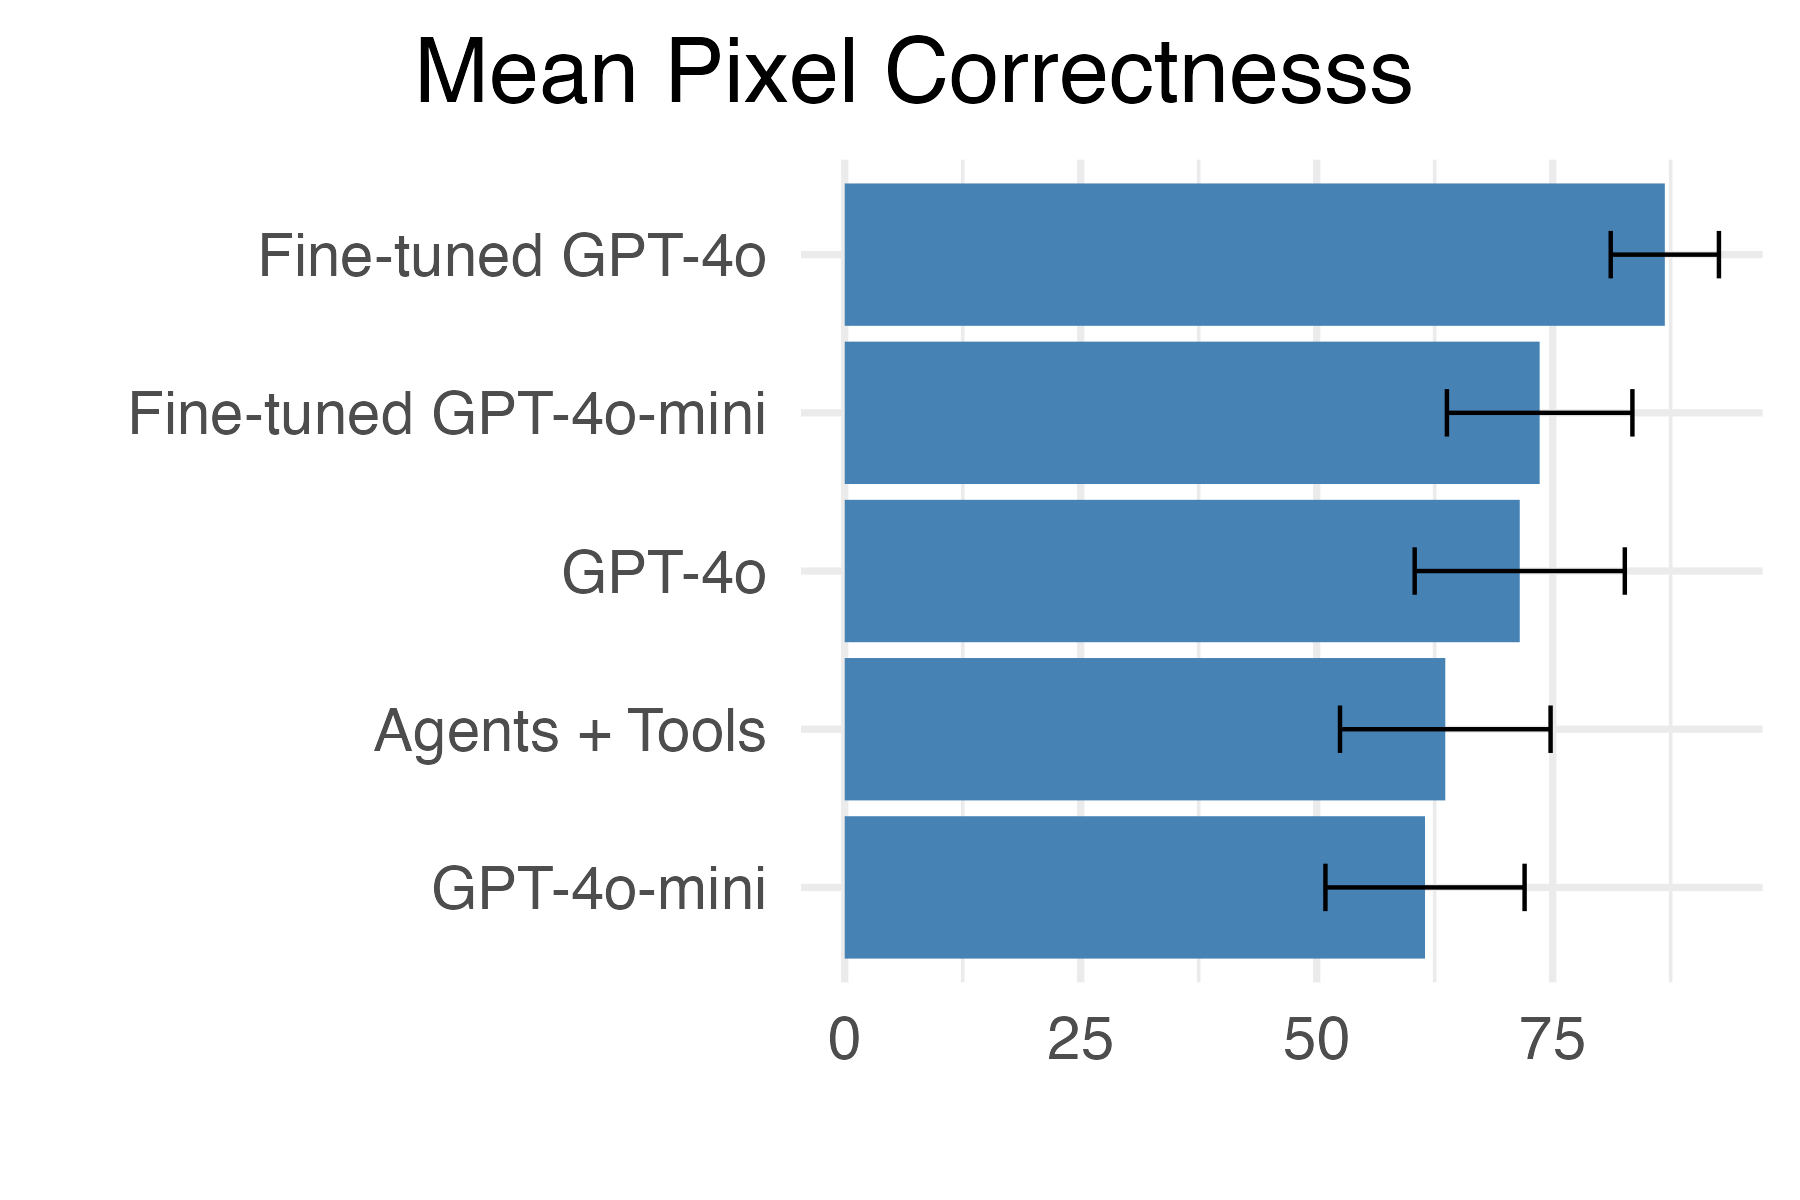 Mean Pixel Correctnesss
Fine-tuned GPT-4o
Fine-tuned GPT-4o-mini
GPT-4o
Agents + Tools
GPT-4o-mini
0 25 50 75